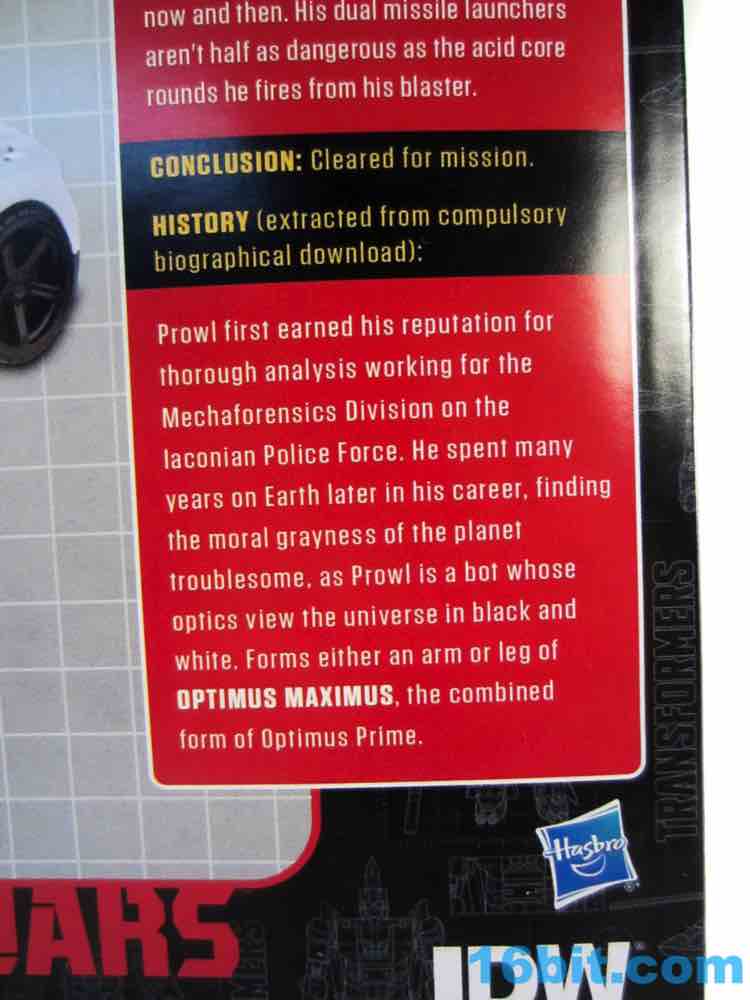 now and then. His dual missile launchers
aren't half as dangerous as the acid core
rounds he fires from his blaster.
CONCLUSION: Cleared for mission.
HISTORY (extracted from compulsory
biographical download):
Prowl first earned his reputation for
thorough analysis working for the
Mechaforensics Division on the
Iaconian Police Force. He spent many
years on Earth later in his career, finding
the moral grayness of the planet
troublesome, as Prowl is a bot whose
optics view the universe in black and
white. Forms either an arm or leg of
OPTIMUS MAXIMUS, the combined
form of Optimus Prime.
TRANSFORMERS
Hasbro
ARS
IDW
16bit.com